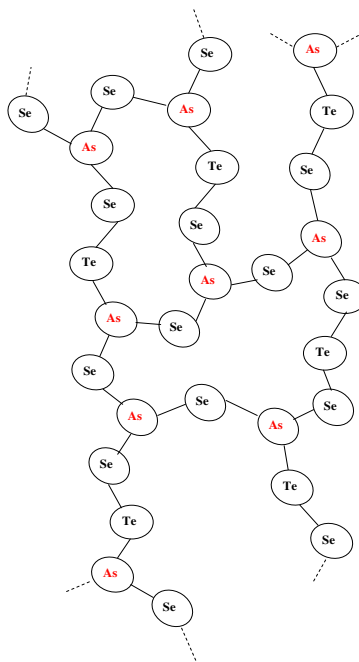 Se As
Se Se Te
As As
Te Se
Se Se As
Te As Se Se
As Se Te
Se Se Se
As As
Se Te
Te Se
As Se